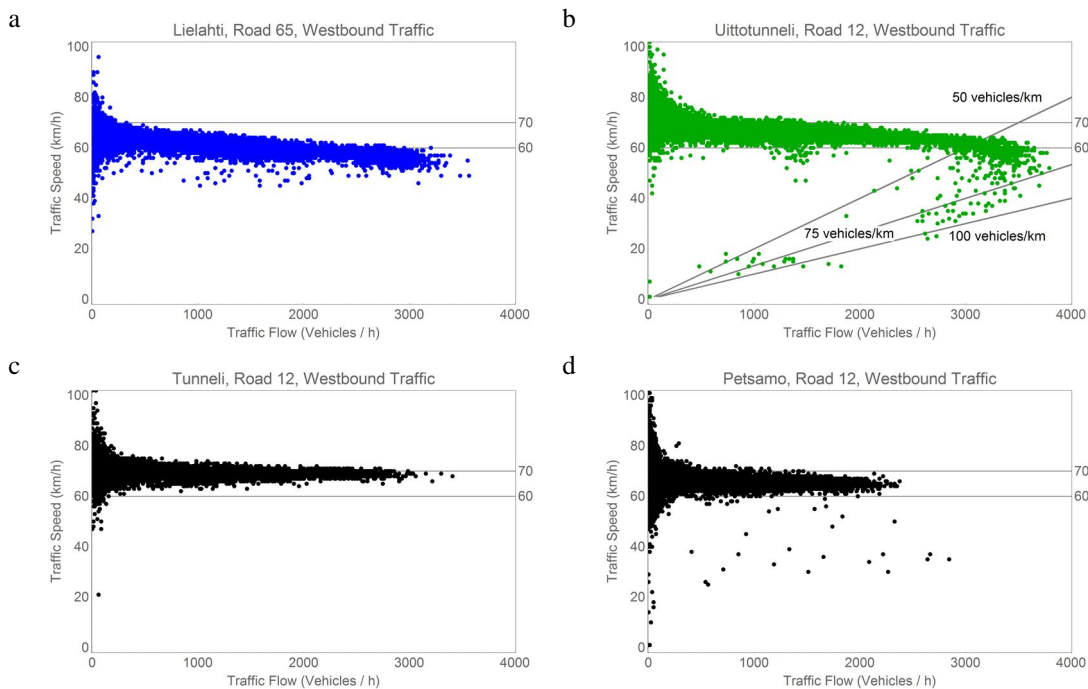 a
Lielahti, Road 65, Westbound Traffic
100
80
60
40
20
0
70
60
Traffic Speed (km/h)
0 1000 2000 3000 4000
Traffic Flow (Vehicles / h)
b
Uittotunneli, Road 12, Westbound Traffic
100
80
60
40
20
0
50 vehicles/km
70
60
75 vehicles/km
100 vehicles/km
Traffic Speed (km/h)
0 1000 2000 3000 4000
Traffic Flow (Vehicles / h)
c
Tunneli, Road 12, Westbound Traffic
100
80
60
40
20
0
70
60
Traffic Speed (km/h)
0 1000 2000 3000 4000
Traffic Flow (Vehicles / h)
d
Petsamo, Road 12, Westbound Traffic
100
80
60
40
20
0
70
60
Traffic Speed (km/h)
0 1000 2000 3000 4000
Traffic Flow (Vehicles / h)